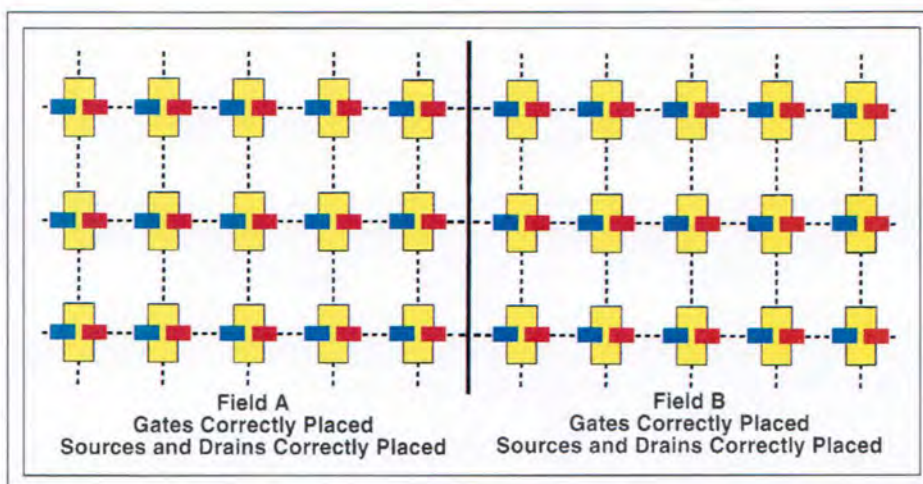 Field A
Gates Correctly Placed
Sources and Drains Correctly Placed
Field B
Gates Correctly Placed
Sources and Drains Correctly Placed